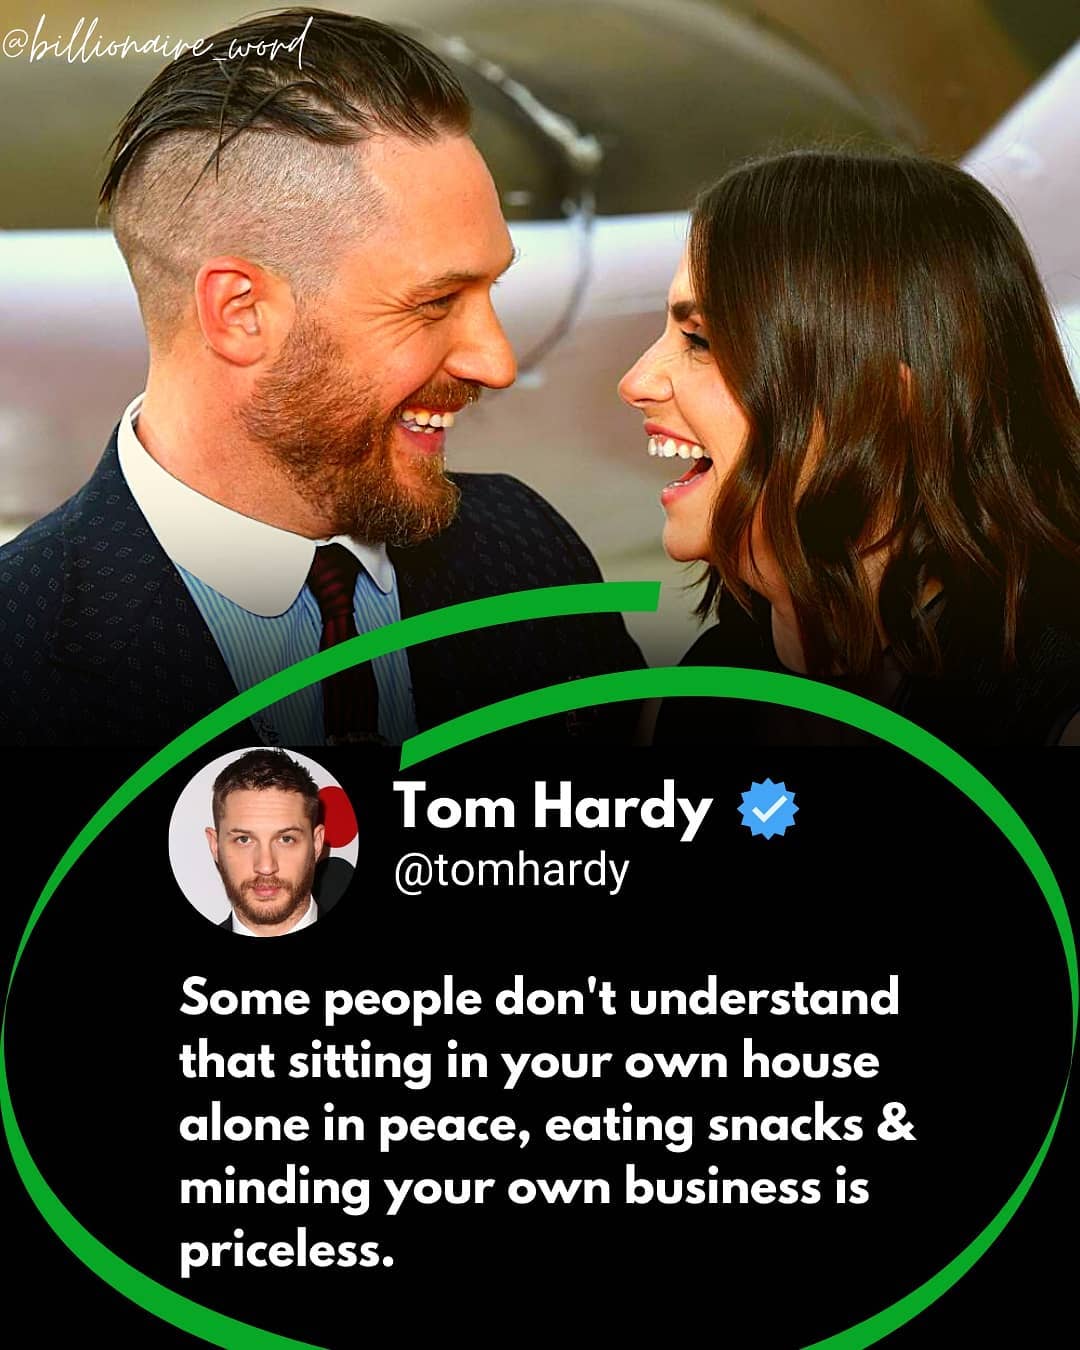 @billionaire_word
Tom Hardy
@tomhardy
Some people don't understand
that sitting in your own house
alone in peace, eating snacks &
minding your own business is
priceless.